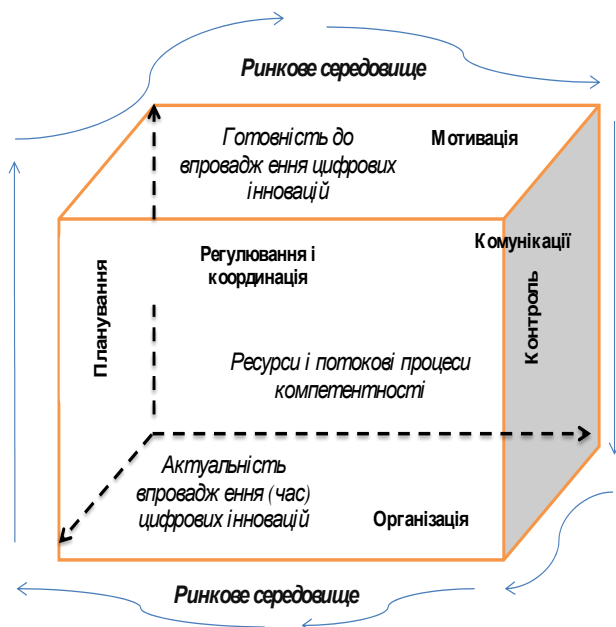 Ринкове середовище
Готовність до
впровадж ення цифрових
інновацій
Мотивація
Планування
Регулювання і
координація
Комунікації
Контроль
Ресурси і потокові процеси
компетентності
Актуальність
впровадж ення (час)
цифрових інновацій
Організація
Ринкове середовище